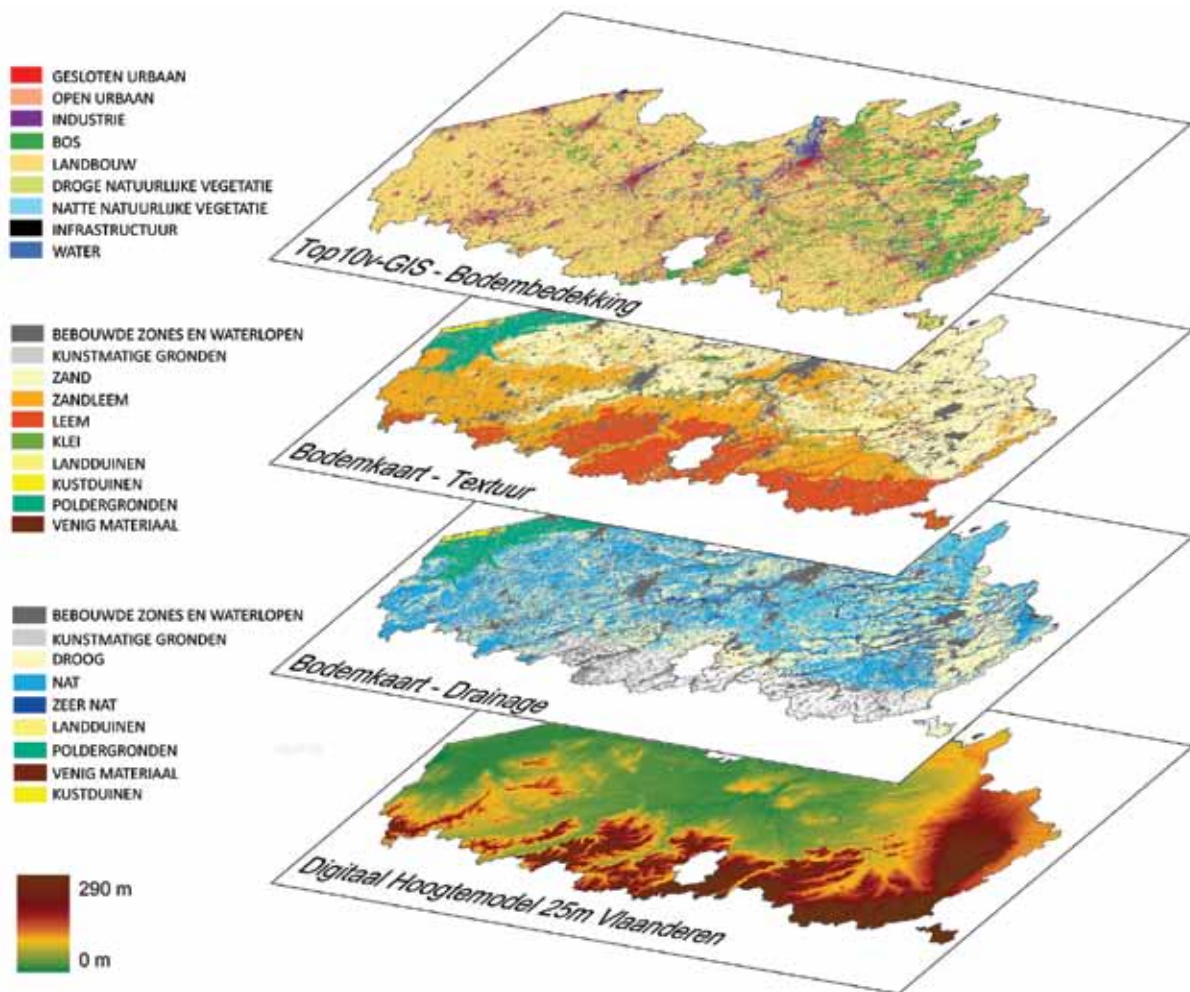 GESLOTEN URBAAN
OPEN URBAAN
INDUSTRIE
BOS
LANDBOUW
DROGE NATUURLIJKE VEGETATIE
NATTE NATUURLIJKE VEGETATIE
INFRASTRUCTUUR
WATER
Top10v-GIS - Bodembedekking
BEBOUWDE ZONES EN WATERLOPEN
KUNSTMATIGE GRONDEN
ZAND
ZANDLEEM
LEEM
KLEI
LANDDUINEN
KUSTDUINEN
POLDERGRONDEN
VENIG MATERIAAL
Bodemkaart - Textuur
BEBOUWDE ZONES EN WATERLOPEN
KUNSTMATIGE GRONDEN
DROOG
NAT
ZEER NAT
LANDDUINEN
POLDERGRONDEN
VENIG MATERIAAL
KUSTDUINEN
Bodemkaart - Drainage
290 m
0 m
Digitaal Hoogtemodel 25m Vlaanderen